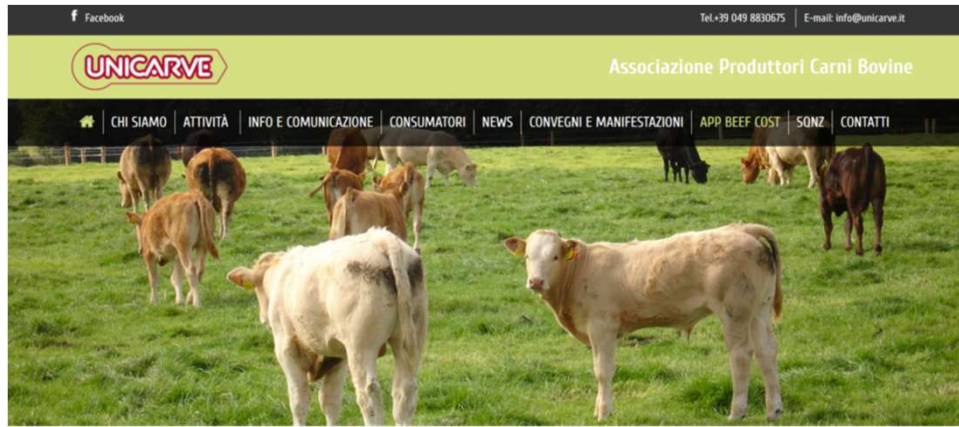 Facebook
Tel.+39 049 8830675 E-mail: info@unicarve.it
UNICARVE
Associazione Produttori Carni Bovine
CHI SIAMO ATTIVITÀ INFO E COMUNICAZIONE CONSUMATORI NEWS CONVEGNI E MANIFESTAZIONI APP BEEF COST SQNZ CONTATTI